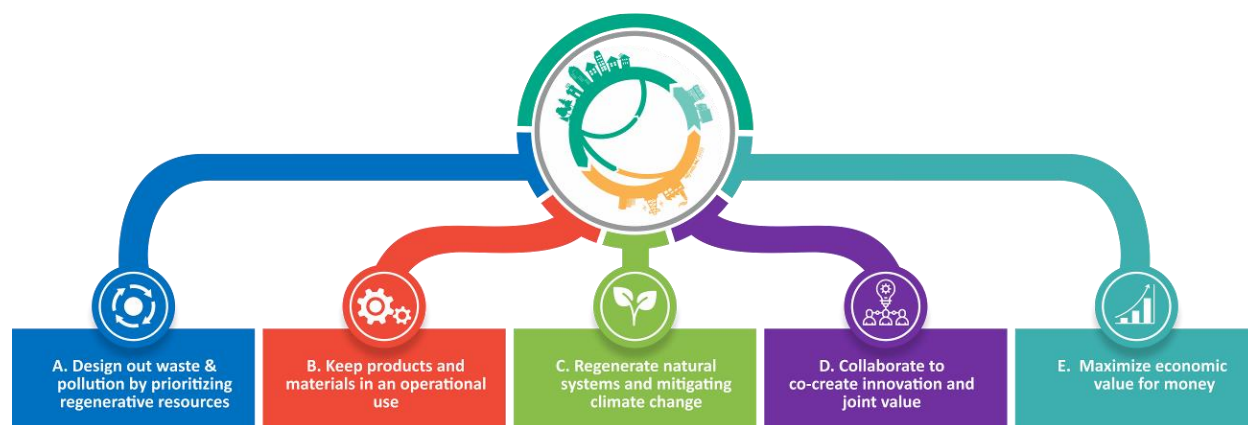 A. Design out waste &
pollution by prioritizing
regenerative resources
B. Keep products and
materials in an operational
use
C. Regenerate natural
systems and mitigating
climate change
D. Collaborate to
co-create innovation and
joint value
E. Maximize economic
value for money